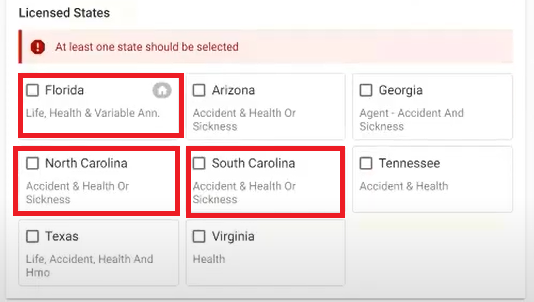 Licensed States
At least one state should be selected
Florida
Life, Health & Variable Ann.
Arizona
Accident & Health Or
Sickness
Georgia
Agent - Accident And
Sickness
North Carolina
Accident & Health Or
Sickness
South Carolina
Accident & Health Or
Sickness
Tennessee
Accident & Health
Texas
Life, Accident, Health And
Hmo
Virginia
Health